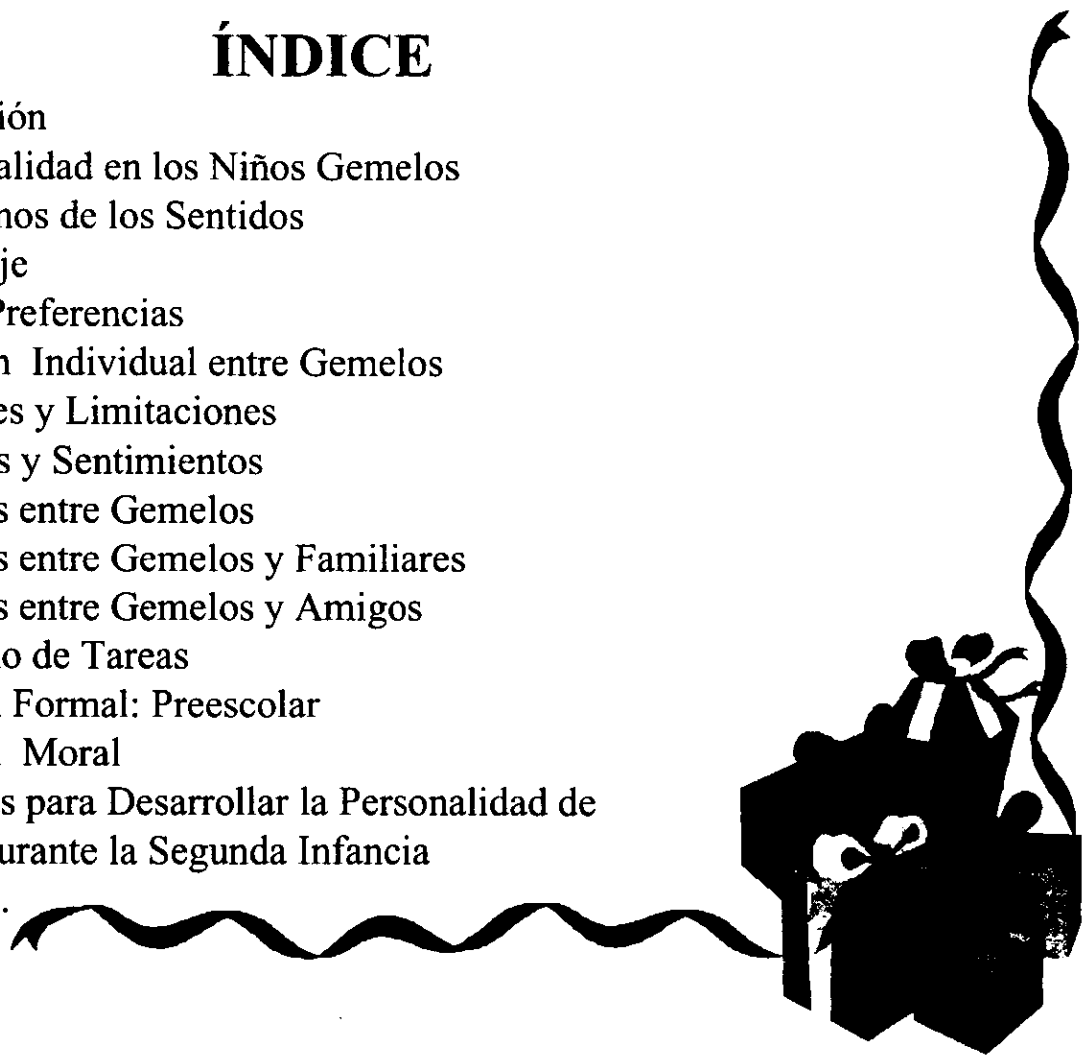 ÍNDICE
ión
alidad en los Niños Gemelos
nos de los Sentidos
je
Preferencias
n Individual entre Gemelos
es y Limitaciones
s y Sentimientos
s entre Gemelos
s entre Gemelos y Familiares
s entre Gemelos y Amigos
o de Tareas
Formal: Preescolar
Moral
s para Desarrollar la Personalidad de
urante la Segunda Infancia
.